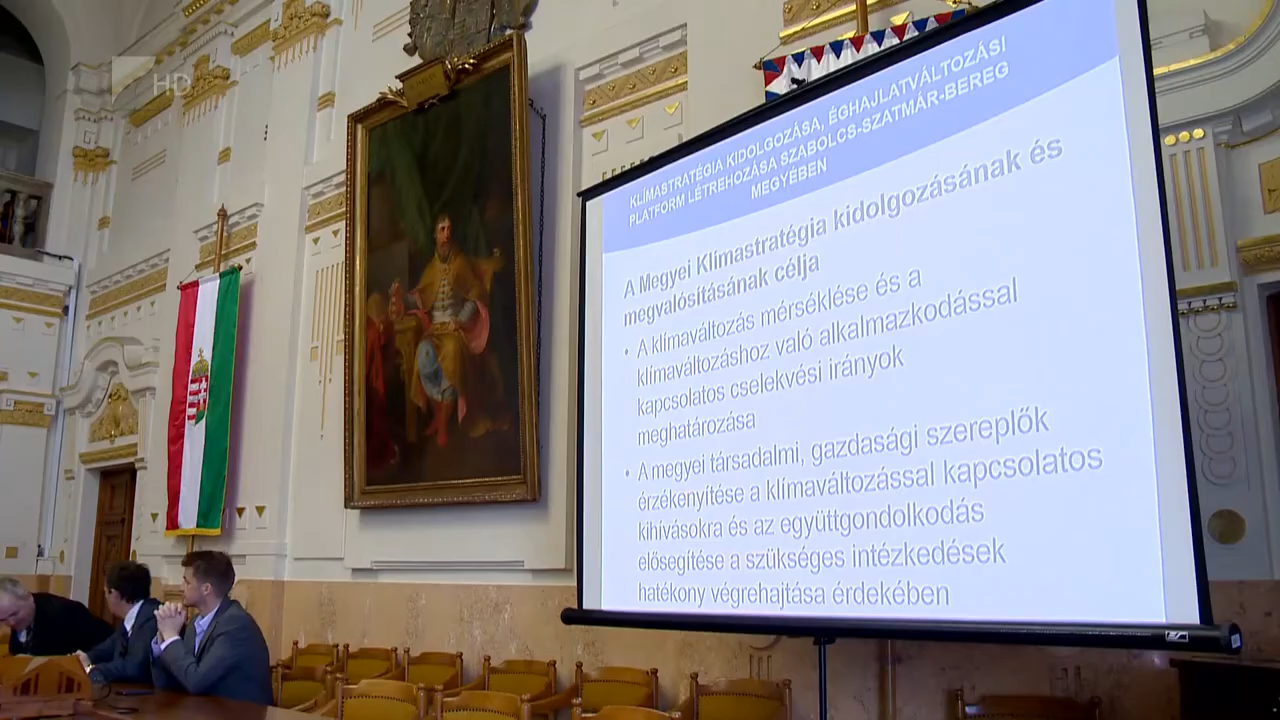 HD
KLÍMASTRATÉGIA KIDOLGOZÁSA, ÉGHAJLATVÁLTOZÁSI
PLATFORM LÉTREHOZÁSA SZABOLCS-SZATMÁR-BEREG
MEGYÉBEN
A Megyei Klímastratégia kidolgozásának és
megvalósításának célja
• A klímaváltozás mérséklése és a
klímaváltozáshoz való alkalmazkodással
kapcsolatos cselekvési irányok
meghatározása
• A megyei társadalmi, gazdasági szereplők
érzékenyítése a klímaváltozással kapcsolatos
kihívásokra és az együttgondolkodás
elősegítése a szükséges intézkedések
hatékony végrehajtása érdekében